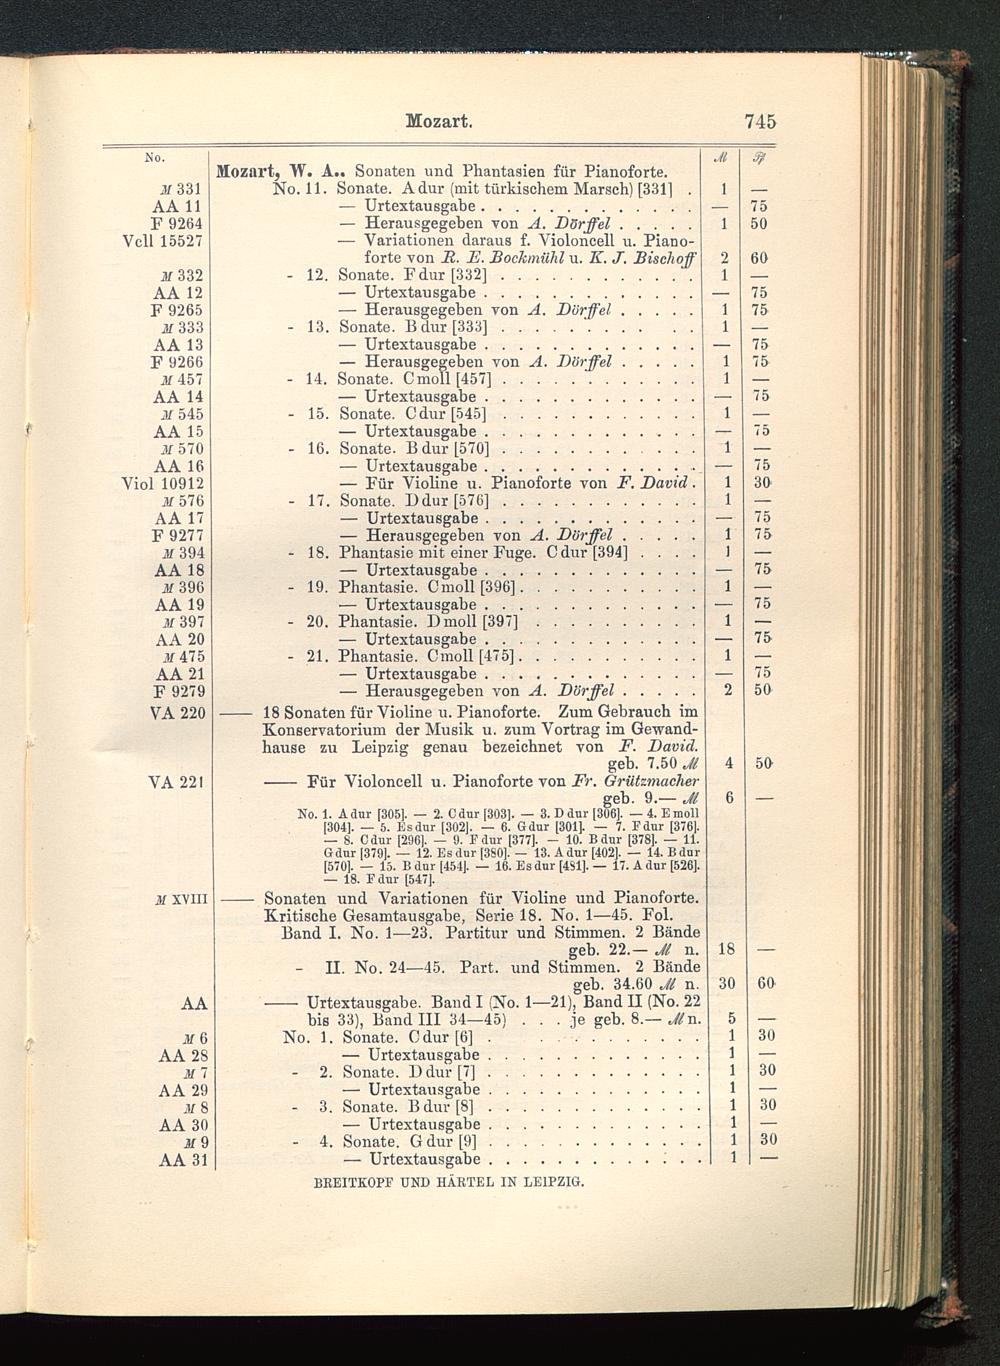 Mozart. 745
No. ℳ ₰
Mozart, W. A.. Sonaten und Phantasien für Pianoforte.
M 331 No. 11. Sonate. A dur (mit türkischem Marsch) [331] . 1 —
AA 11 — Urtextausgabe . . . . . . . . . . . . . — 75
F 9264 — Herausgegeben von A. Dörffel . . . . . 1 50
Vcll 15527 — Variationen daraus f. Violoncell u. Piano-
forte von R. E. Bockmühl u. K. J. Bischoff 2 60
M 332 - 12. Sonate. F dur [332] . . . . . . . . . . . . 1 —
AA 12 — Urtextausgabe . . . . . . . . . . . . . — 75
F 9265 — Herausgegeben von A. Dörffel . . . . . 1 75
M 333 - 13. Sonate. B dur [333] . . . . . . . . . . . 1 —
AA 13 — Urtextausgabe . . . . . . . . . . . . . — 75
F 9266 — Herausgegeben von A. Dörffel . . . . . 1 75
M 457 - 14. Sonate. C moll [457] . . . . . . . . . . . . 1 —
AA 14 — Urtextausgabe . . . . . . . . . . . . . — 75
M 545 - 15. Sonate. C dur [545] . . . . . . . . . . . . 1 —
AA 15 — Urtextausgabe . . . . . . . . . . . . . — 75
M 570 - 16. Sonate. B dur [570] . . . . . . . . . . . . 1 —
AA 16 — Urtextausgabe . . . . . . . . . . . . . — 75
Viol 10912 — Für Violine u. Pianoforte von F. David . 1 30
M 576 - 17. Sonate. D dur [576] . . . . . . . . . . . . 1 —
AA 17 — Urtextausgabe . . . . . . . . . . . . . — 75
F 9277 — Herausgegeben von A. Dörffel . . . . . 1 75
M 394 - 18. Phantasie mit einer Fuge. C dur [394] . . . . 1 —
AA 18 — Urtextausgabe . . . . . . . . . . . . . — 75
M 396 - 19. Phantasie. C moll [396] . . . . . . . . . . . 1 —
AA 19 — Urtextausgabe . . . . . . . . . . . . . — 75
M 397 - 20. Phantasie. D moll [397] . . . . . . . . . . 1 —
AA 20 — Urtextausgabe . . . . . . . . . . . . . — 75
M 475 - 21. Phantasie. C moll [475] . . . . . . . . . . . 1 —
AA 21 — Urtextausgabe . . . . . . . . . . . . . — 75
F 9279 — Herausgegeben von A. Dörffel . . . . . 2 50
VA 220 —— 18 Sonaten für Violine u. Pianoforte. Zum Gebrauch im
Konservatorium der Musik u. zum Vortrag im Gewand-
hause zu Leipzig genau bezeichnet von F. David.
geb. 7.50 ℳ 4 50
VA 221 —— Für Violoncell u. Pianoforte von Fr. Grützmacher
geb. 9.— ℳ 6 —
No. 1. A dur [305]. — 2. C dur [303]. — 3. D dur [306]. — 4. E moll
[304]. — 5. Es dur [302]. — 6. G dur [301]. — 7. F dur [376].
— 8. C dur [296]. — 9. F dur [377]. — 10. B dur [378]. — 11.
G dur [379]. — 12. Es dur [380]. — 13. A dur [402]. — 14. B dur
[570]. — 15. B dur [454]. — 16. Es dur [481]. — 17. A dur [526].
— 18. F dur [547].
M XVIII —— Sonaten und Variationen für Violine und Pianoforte.
Kritische Gesamtausgabe, Serie 18. No. 1—45. Fol.
Band I. No. 1—23. Partitur und Stimmen. 2 Bände
geb. 22.— ℳ n. 18 —
- II. No. 24—45. Part. und Stimmen. 2 Bände
geb. 34.60 ℳ n. 30 60
AA —— Urtextausgabe. Band I (No. 1—21), Band II (No. 22
bis 33), Band III 34—45) . . . je geb. 8.— ℳ n. 5 —
M 6 No. 1. Sonate. C dur [6] . . . . . . . . . . . 1 30
AA 28 — Urtextausgabe . . . . . . . . . . . . . 1 —
M 7 - 2. Sonate. D dur [7] . . . . . . . . . . . . . 1 30
AA 29 — Urtextausgabe . . . . . . . . . . . . . 1 —
M 8 - 3. Sonate. B dur [8] . . . . . . . . . . . . . 1 30
AA 30 — Urtextausgabe . . . . . . . . . . . . . 1 —
M 9 - 4. Sonate. G dur [9] . . . . . . . . . . . . . 1 30
AA 31 — Urtextausgabe . . . . . . . . . . . . . 1 —
BREITKOPF UND HÄRTEL IN LEIPZIG.